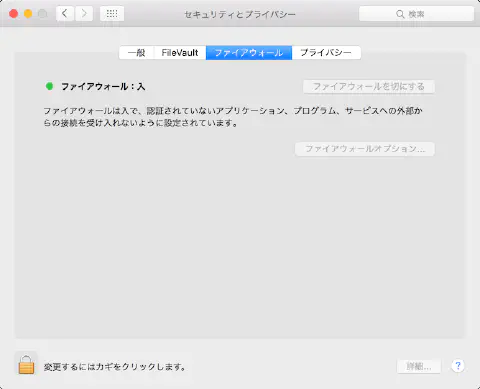 セキュリティとプライバシー
検索
一般
FileVault
ファイアウォール
プライバシー
ファイアウォール：入
ファイアウォールを切にする
ファイアウォールは入で、認証されていないアプリケーション、プログラム、サービスへの外部か
らの接続を受け入れないように設定されています。
ファイアウォールオプション...
変更するにはカギをクリックします。
詳細...
?